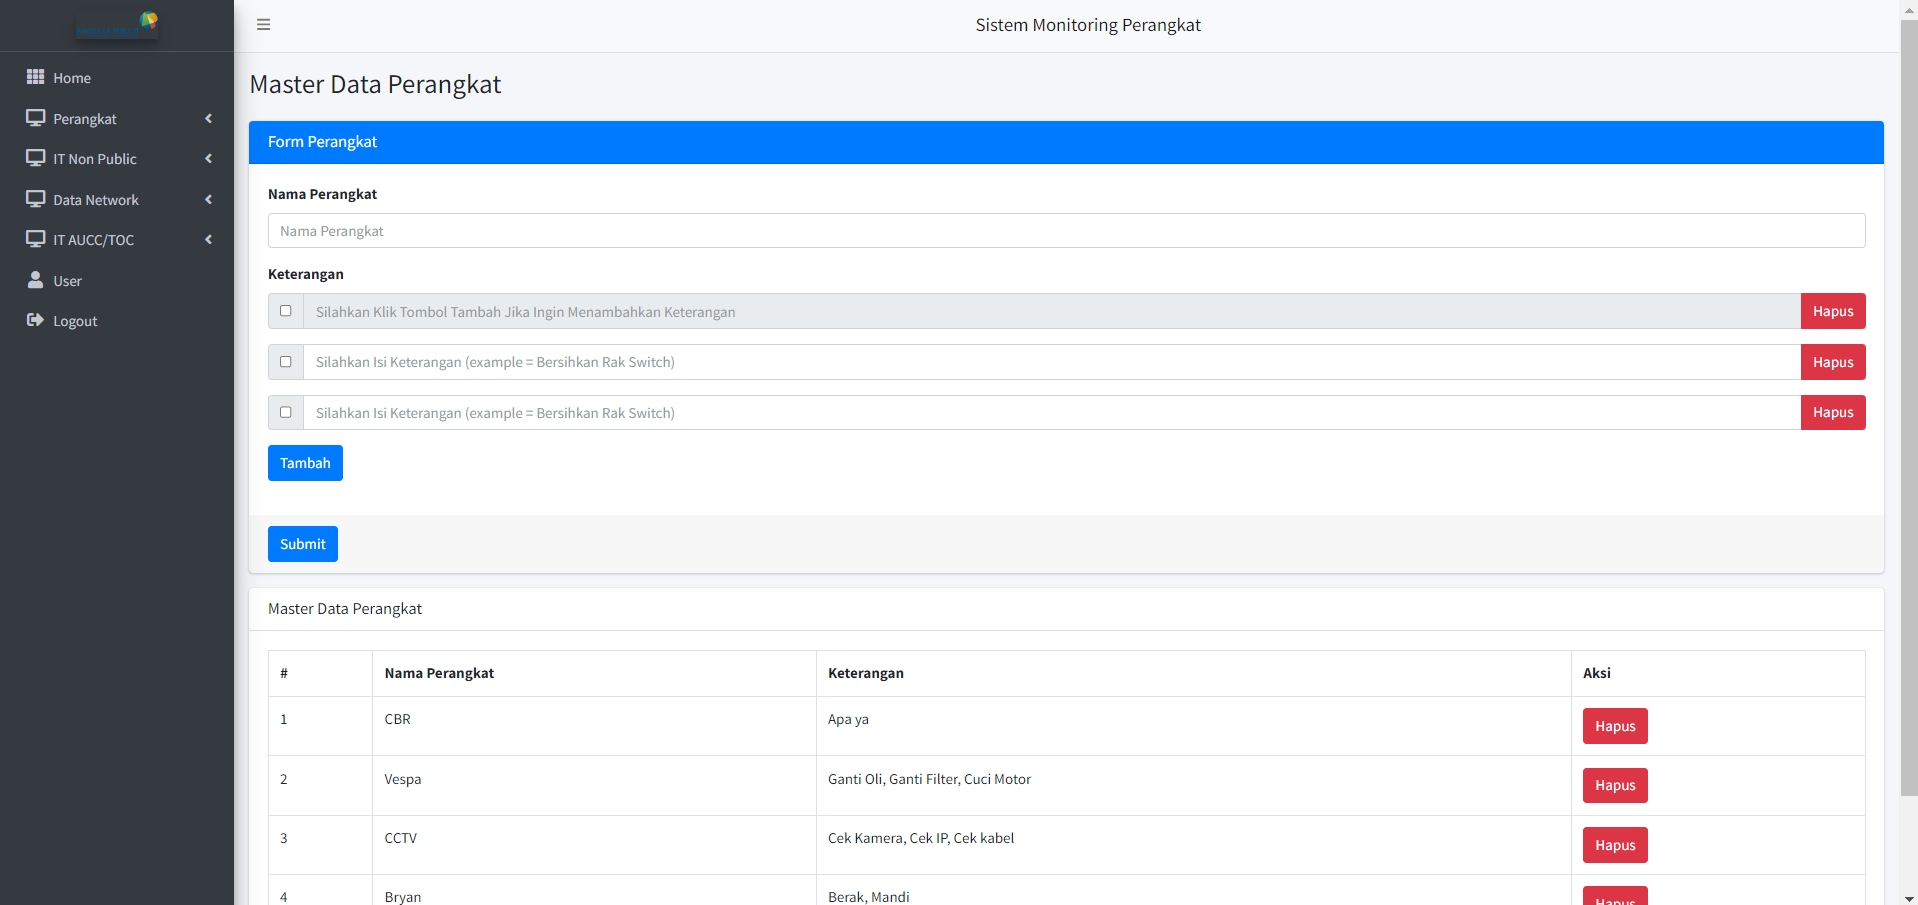 Sistem Monitoring Perangkat
Home
Perangkat
IT Non Public
Data Network
IT AUCC/TOC
User
Logout
Master Data Perangkat
Form Perangkat
Nama Perangkat
Nama Perangkat
Keterangan
Silahkan Klik Tombol Tambah Jika Ingin Menambahkan Keterangan Hapus
Silahkan Isi Keterangan (example = Bersihkan Rak Switch) Hapus
Silahkan Isi Keterangan (example = Bersihkan Rak Switch) Hapus
Tambah
Submit
Master Data Perangkat
# Nama Perangkat Keterangan Aksi
1 CBR Apa ya Hapus
2 Vespa Ganti Oli, Ganti Filter, Cuci Motor Hapus
3 CCTV Cek Kamera, Cek IP, Cek kabel Hapus
4 Bryan Berak, Mandi Hapus